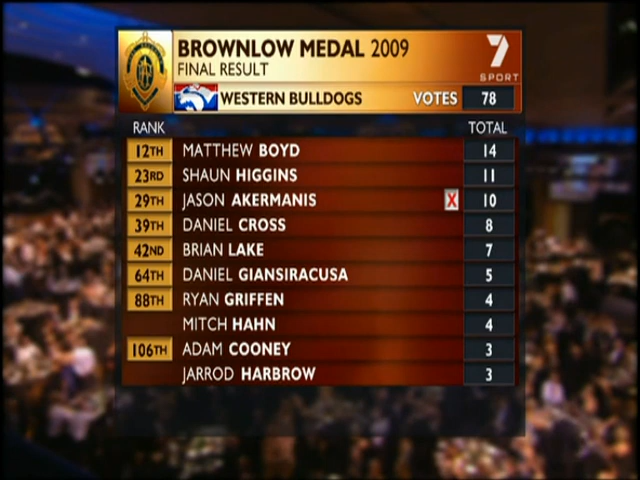 BROWNLOW MEDAL 2009
FINAL RESULT
7 SPORT
WESTERN BULLDOGS VOTES 78
RANK TOTAL
12TH MATTHEW BOYD 14
23RD SHAUN HIGGINS 11
29TH JASON AKERMANIS X 10
39TH DANIEL CROSS 8
42ND BRIAN LAKE 7
64TH DANIEL GIANSIRACUSA 5
88TH RYAN GRIFFEN 4
MITCH HAHN 4
106TH ADAM COONEY 3
JARROD HARBROW 3